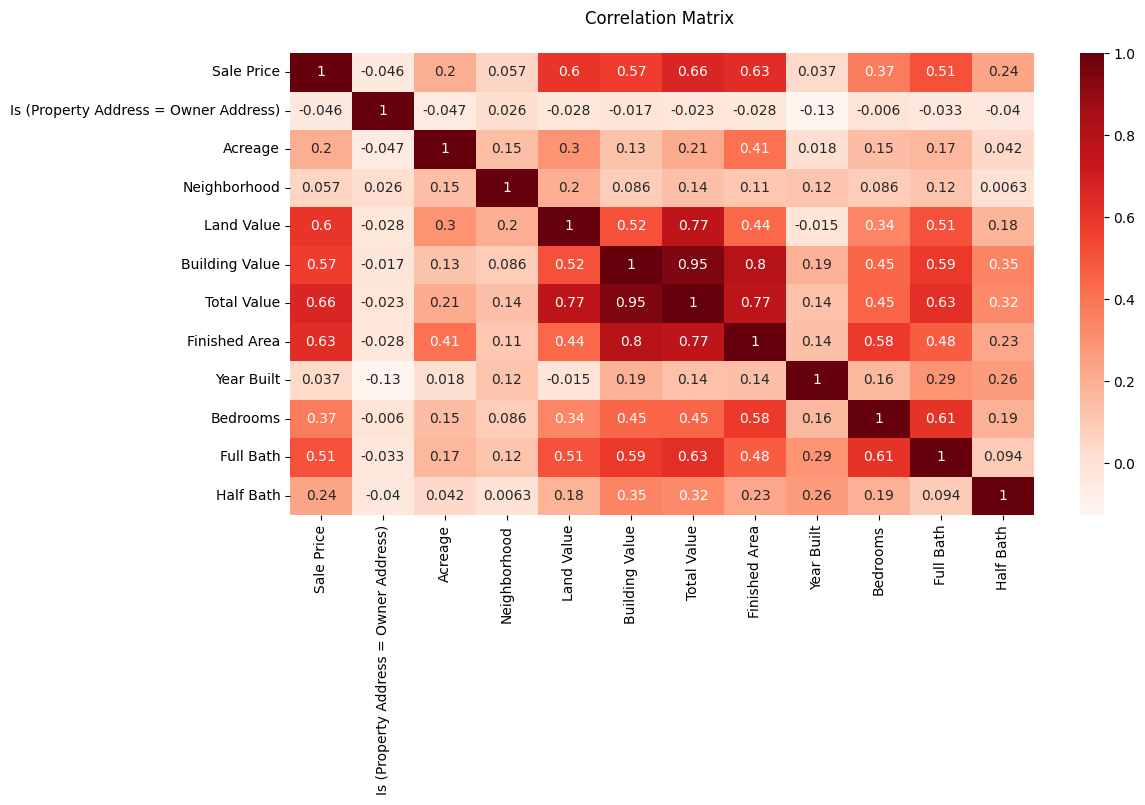 Correlation Matrix
Sale Price 1 -0.046 0.2 0.057 0.6 0.57 0.66 0.63 0.037 0.37 0.51 0.24
Is (Property Address = Owner Address) -0.046 1 -0.047 0.026 -0.028 -0.017 -0.023 -0.028 -0.13 -0.006 -0.033 -0.04
Acreage 0.2 -0.047 1 0.15 0.3 0.13 0.21 0.41 0.018 0.15 0.17 0.042
Neighborhood 0.057 0.026 0.15 1 0.2 0.086 0.14 0.11 0.12 0.086 0.12 0.0063
Land Value 0.6 -0.028 0.3 0.2 1 0.52 0.77 0.44 -0.015 0.34 0.51 0.18
Building Value 0.57 -0.017 0.13 0.086 0.52 1 0.95 0.8 0.19 0.45 0.59 0.35
Total Value 0.66 -0.023 0.21 0.14 0.77 0.95 1 0.77 0.14 0.45 0.63 0.32
Finished Area 0.63 -0.028 0.41 0.11 0.44 0.8 0.77 1 0.14 0.58 0.48 0.23
Year Built 0.037 -0.13 0.018 0.12 -0.015 0.19 0.14 0.14 1 0.16 0.29 0.26
Bedrooms 0.37 -0.006 0.15 0.086 0.34 0.45 0.45 0.58 0.16 1 0.61 0.19
Full Bath 0.51 -0.033 0.17 0.12 0.51 0.59 0.63 0.48 0.29 0.61 1 0.094
Half Bath 0.24 -0.04 0.042 0.0063 0.18 0.35 0.32 0.23 0.26 0.19 0.094 1
Sale Price
Is (Property Address = Owner Address)
Acreage
Neighborhood
Land Value
Building Value
Total Value
Finished Area
Year Built
Bedrooms
Full Bath
Half Bath
1.0
0.8
0.6
0.4
0.2
0.0